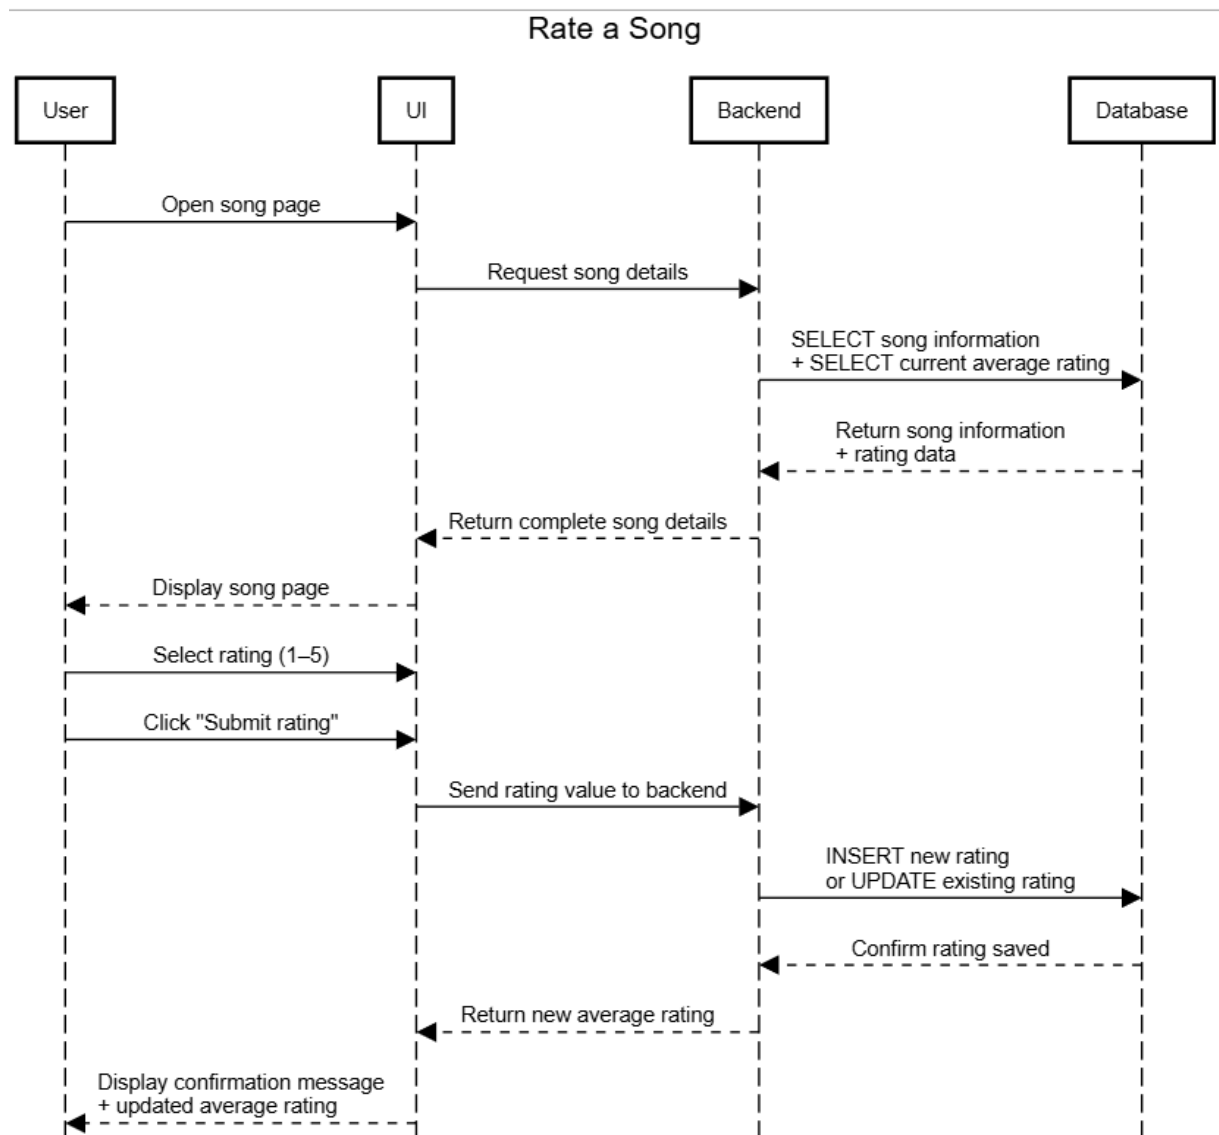 Rate a Song
User
UI
Backend
Database
Open song page
Request song details
SELECT song information
+ SELECT current average rating
Return song information
+ rating data
Return complete song details
Display song page
Select rating (1–5)
Click "Submit rating"
Send rating value to backend
INSERT new rating
or UPDATE existing rating
Confirm rating saved
Return new average rating
Display confirmation message
+ updated average rating